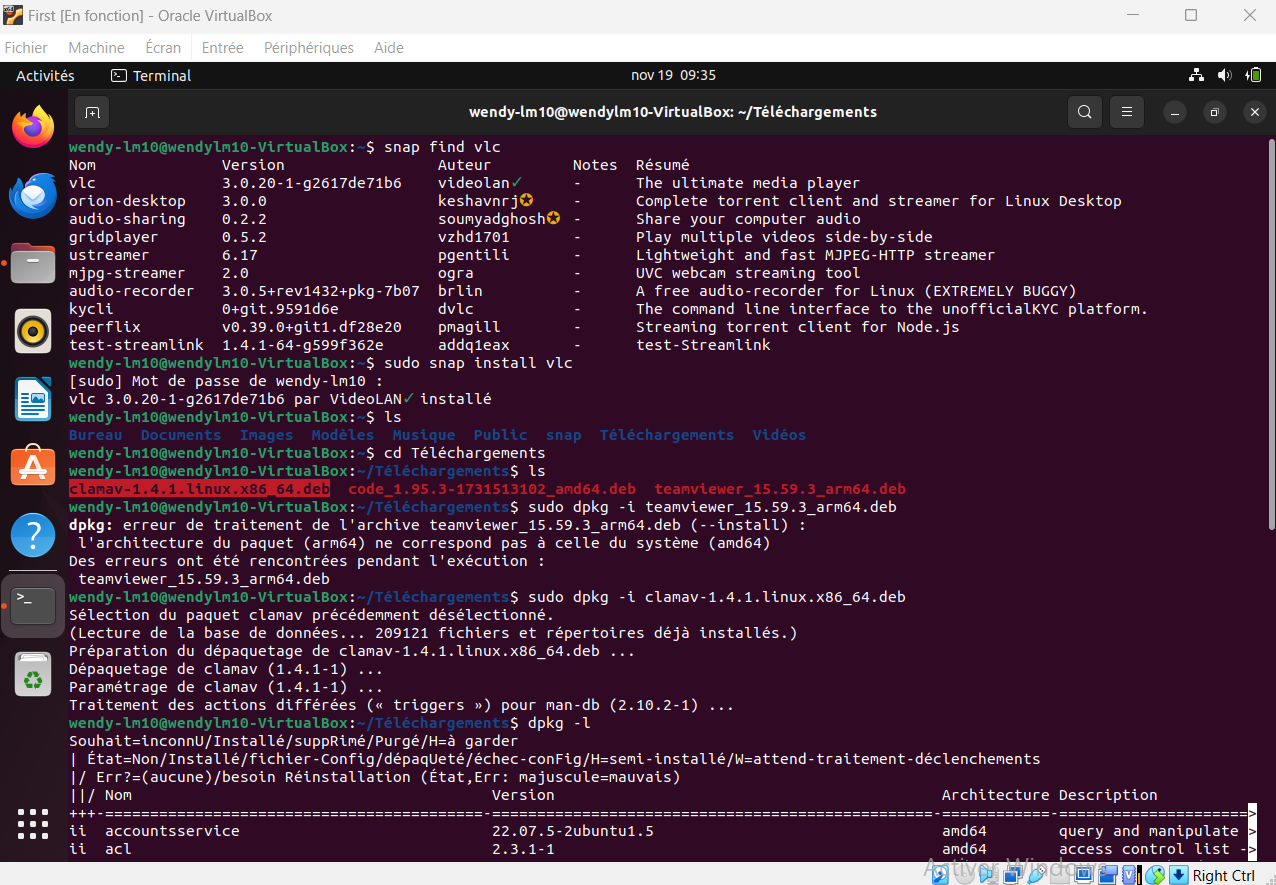 First [En fonction] - Oracle VirtualBox
Fichier Machine Écran Entrée Périphériques Aide
Activités Terminal nov 19 09:35
wendy-lm10@wendylm10-VirtualBox: ~/Téléchargements
wendy-lm10@wendylm10-VirtualBox:~$ snap find vlc
Nom Version Auteur Notes Résumé
vlc 3.0.20-1-g2617de71b6 videolan✓ - The ultimate media player
orion-desktop 3.0.0 keshavnrj✪ - Complete torrent client and streamer for Linux Desktop
audio-sharing 0.2.2 soumyadghosh✪ - Share your computer audio
gridplayer 0.5.2 vzhd1701 - Play multiple videos side-by-side
ustreamer 6.17 pgentili - Lightweight and fast MJPEG-HTTP streamer
mjpg-streamer 2.0 ogra - UVC webcam streaming tool
audio-recorder 3.0.5+rev1432+pkg-7b07 brlin - A free audio-recorder for Linux (EXTREMELY BUGGY)
kycli 0+git.9591d6e dvlc - The command line interface to the unofficialKYC platform.
peerflix v0.39.0+git1.df28e20 pmagill - Streaming torrent client for Node.js
test-streamlink 1.4.1-64-g599f362e addq1eax - test-Streamlink
wendy-lm10@wendylm10-VirtualBox:~$ sudo snap install vlc
[sudo] Mot de passe de wendy-lm10 :
vlc 3.0.20-1-g2617de71b6 par VideoLAN✓ installé
wendy-lm10@wendylm10-VirtualBox:~$ ls
Bureau Documents Images Modèles Musique Public snap Téléchargements Vidéos
wendy-lm10@wendylm10-VirtualBox:~$ cd Téléchargements
wendy-lm10@wendylm10-VirtualBox:~/Téléchargements$ ls
clamav-1.4.1.linux.x86_64.deb code_1.95.3-1731513102_amd64.deb teamviewer_15.59.3_arm64.deb
wendy-lm10@wendylm10-VirtualBox:~/Téléchargements$ sudo dpkg -i teamviewer_15.59.3_arm64.deb
dpkg: erreur de traitement de l'archive teamviewer_15.59.3_arm64.deb (--install) :
l'architecture du paquet (arm64) ne correspond pas à celle du système (amd64)
Des erreurs ont été rencontrées pendant l'exécution :
teamviewer_15.59.3_arm64.deb
wendy-lm10@wendylm10-VirtualBox:~/Téléchargements$ sudo dpkg -i clamav-1.4.1.linux.x86_64.deb
Sélection du paquet clamav précédemment désélectionné.
(Lecture de la base de données... 209121 fichiers et répertoires déjà installés.)
Préparation du dépaquetage de clamav-1.4.1.linux.x86_64.deb ...
Dépaquetage de clamav (1.4.1-1) ...
Paramétrage de clamav (1.4.1-1) ...
Traitement des actions différées (« triggers ») pour man-db (2.10.2-1) ...
wendy-lm10@wendylm10-VirtualBox:~/Téléchargements$ dpkg -l
Souhait=inconnU/Installé/suppRimé/Purgé/H=à garder
| État=Non/Installé/fichier-Config/dépaqUeté/échec-conFig/H=semi-installé/W=attend-traitement-déclenchements
|/ Err?=(aucune)/besoin Réinstallation (État,Err: majuscule=mauvais)
||/ Nom Version Architecture Description
+++-==========================================-================================================-============-=====================>
ii accountsservice 22.07.5-2ubuntu1.5 amd64 query and manipulate >
ii acl 2.3.1-1 amd64 access control list ->
Activer Windows
Right Ctrl